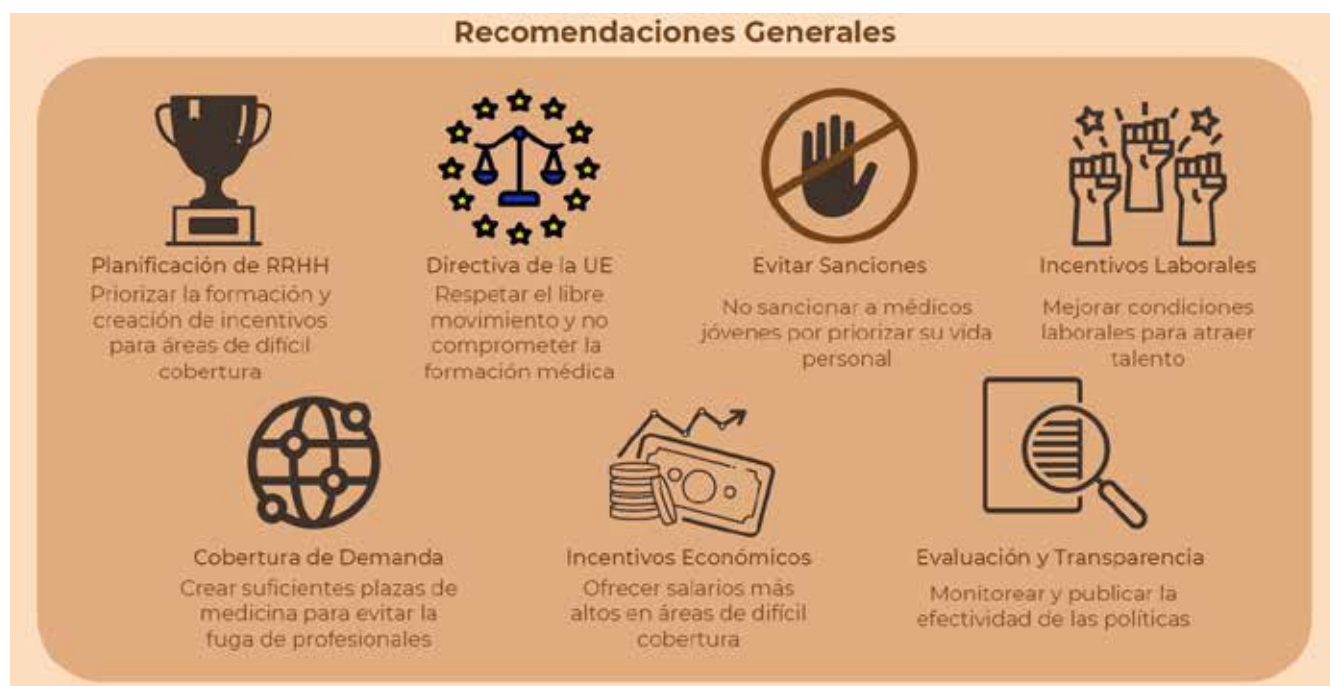 Recomendaciones Generales
Planificación de RRHH
Priorizar la formación y
creación de incentivos
para áreas de difícil
cobertura
Directiva de la UE
Respetar el libre
movimiento y no
comprometer la
formación médica
Evitar Sanciones
No sancionar a médicos
jóvenes por priorizar su vida
personal
Incentivos Laborales
Mejorar condiciones
laborales para atraer
talento
Cobertura de Demanda
Crear suficientes plazas de
medicina para evitar la
fuga de profesionales
Incentivos Económicos
Ofrecer salarios más
altos en áreas de difícil
cobertura
Evaluación y Transparencia
Monitorear y publicar la
efectividad de las políticas